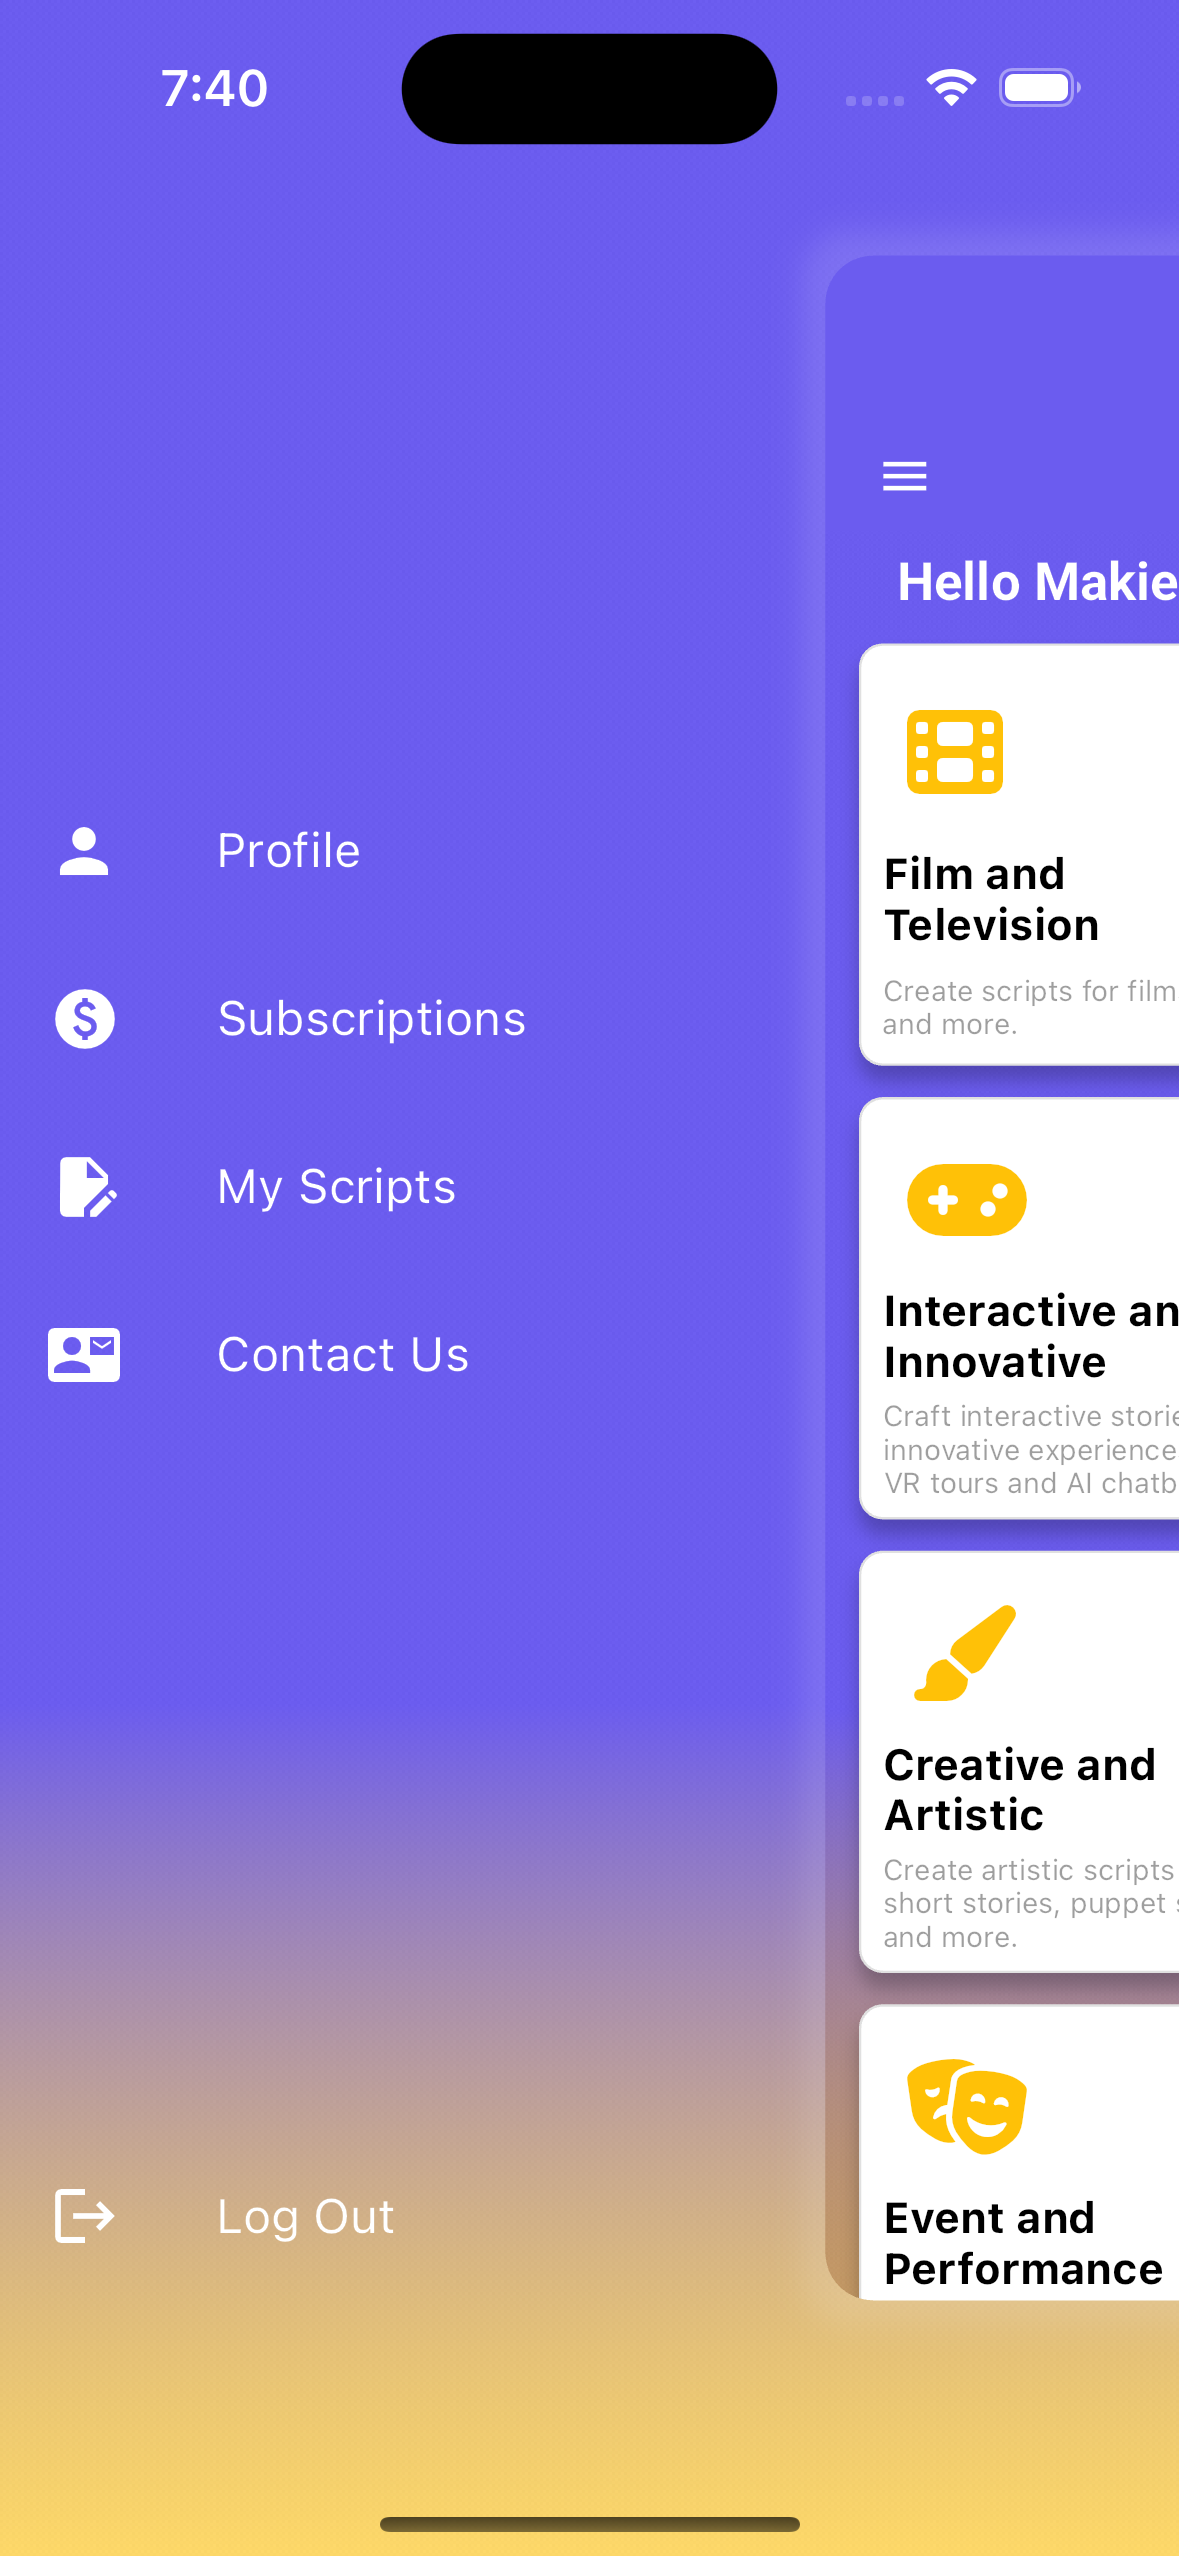 7:40
Profile
Subscriptions
My Scripts
Contact Us
Log Out
Hello Makie
Film and
Television
Create scripts for film
and more.
Interactive an
Innovative
Craft interactive storie
innovative experience
VR tours and AI chatb
Creative and
Artistic
Create artistic scripts
short stories, puppet s
and more.
Event and
Performance